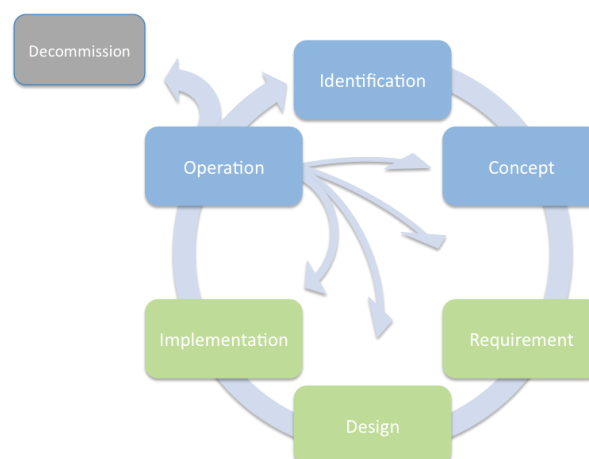 Decommission
Identification
Operation
Concept
Implementation
Requirement
Design